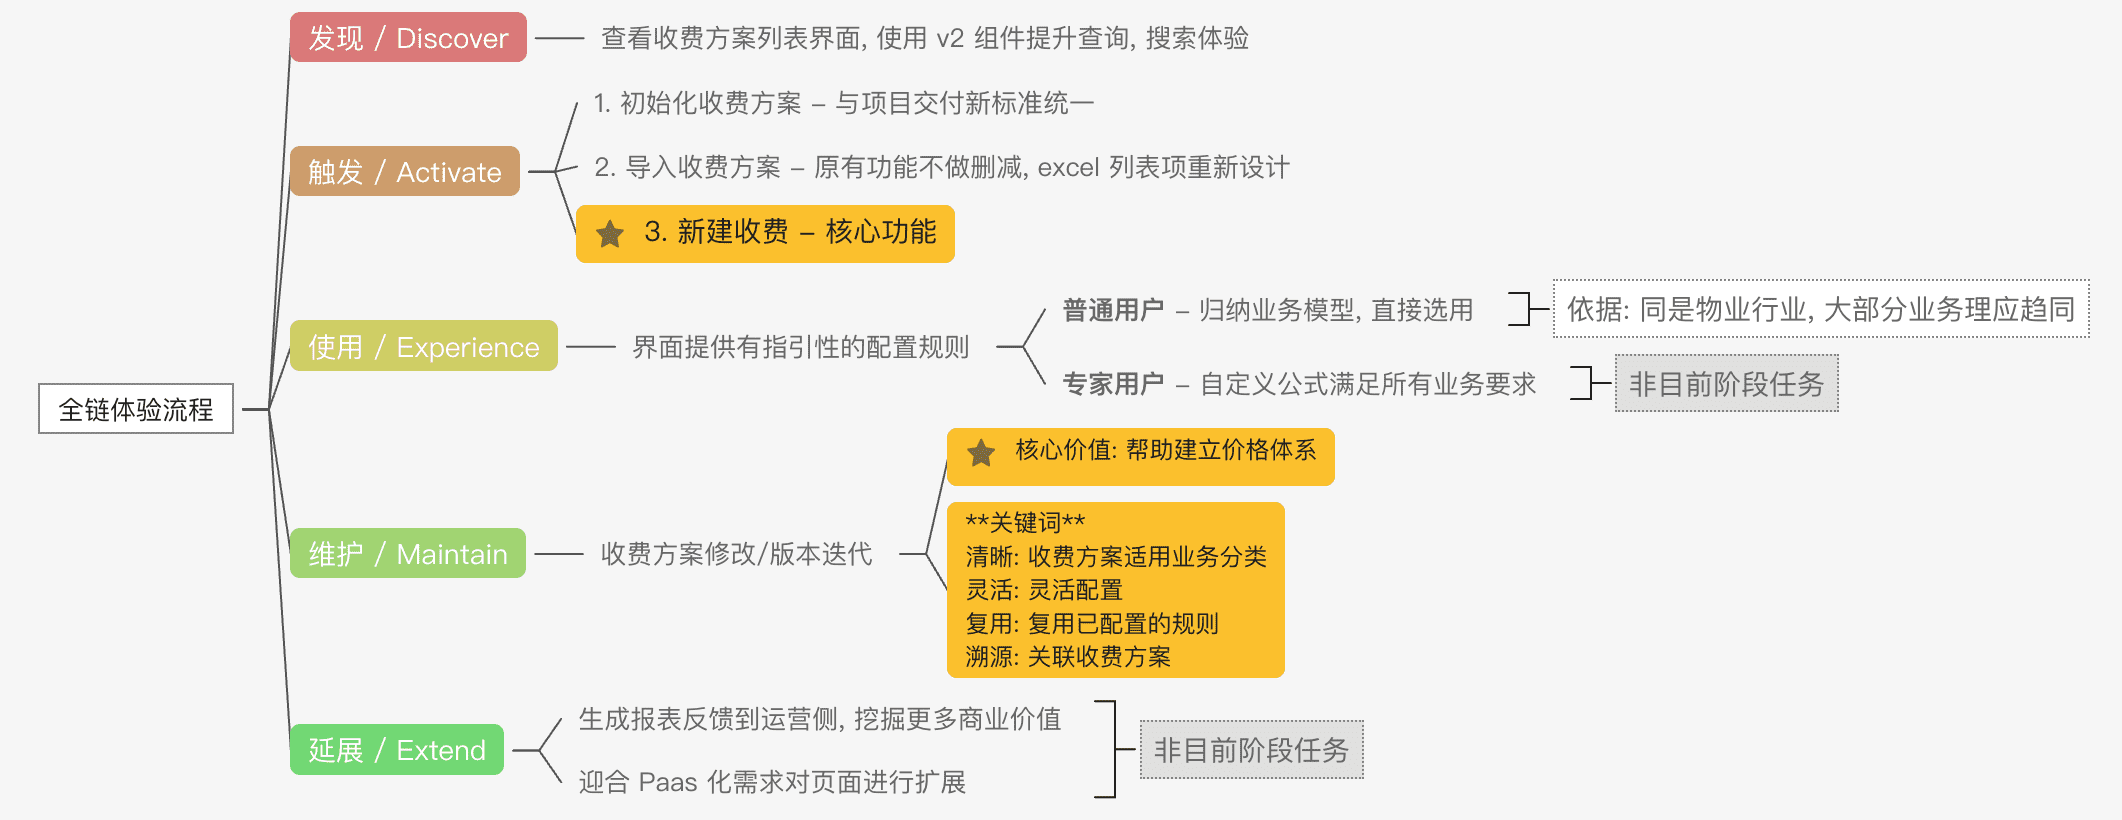 全链体验流程
发现 / Discover
查看收费方案列表界面, 使用 v2 组件提升查询, 搜索体验
触发 / Activate
1. 初始化收费方案 – 与项目交付新标准统一
2. 导入收费方案 – 原有功能不做删减, excel 列表项重新设计
3. 新建收费 – 核心功能
使用 / Experience
界面提供有指引性的配置规则
普通用户 – 归纳业务模型, 直接选用
依据: 同是物业行业, 大部分业务理应趋同
专家用户 – 自定义公式满足所有业务要求
非目前阶段任务
维护 / Maintain
收费方案修改/版本迭代
核心价值: 帮助建立价格体系
**关键词**
清晰: 收费方案适用业务分类
灵活: 灵活配置
复用: 复用已配置的规则
溯源: 关联收费方案
延展 / Extend
生成报表反馈到运营侧, 挖掘更多商业价值
迎合 Paas 化需求对页面进行扩展
非目前阶段任务